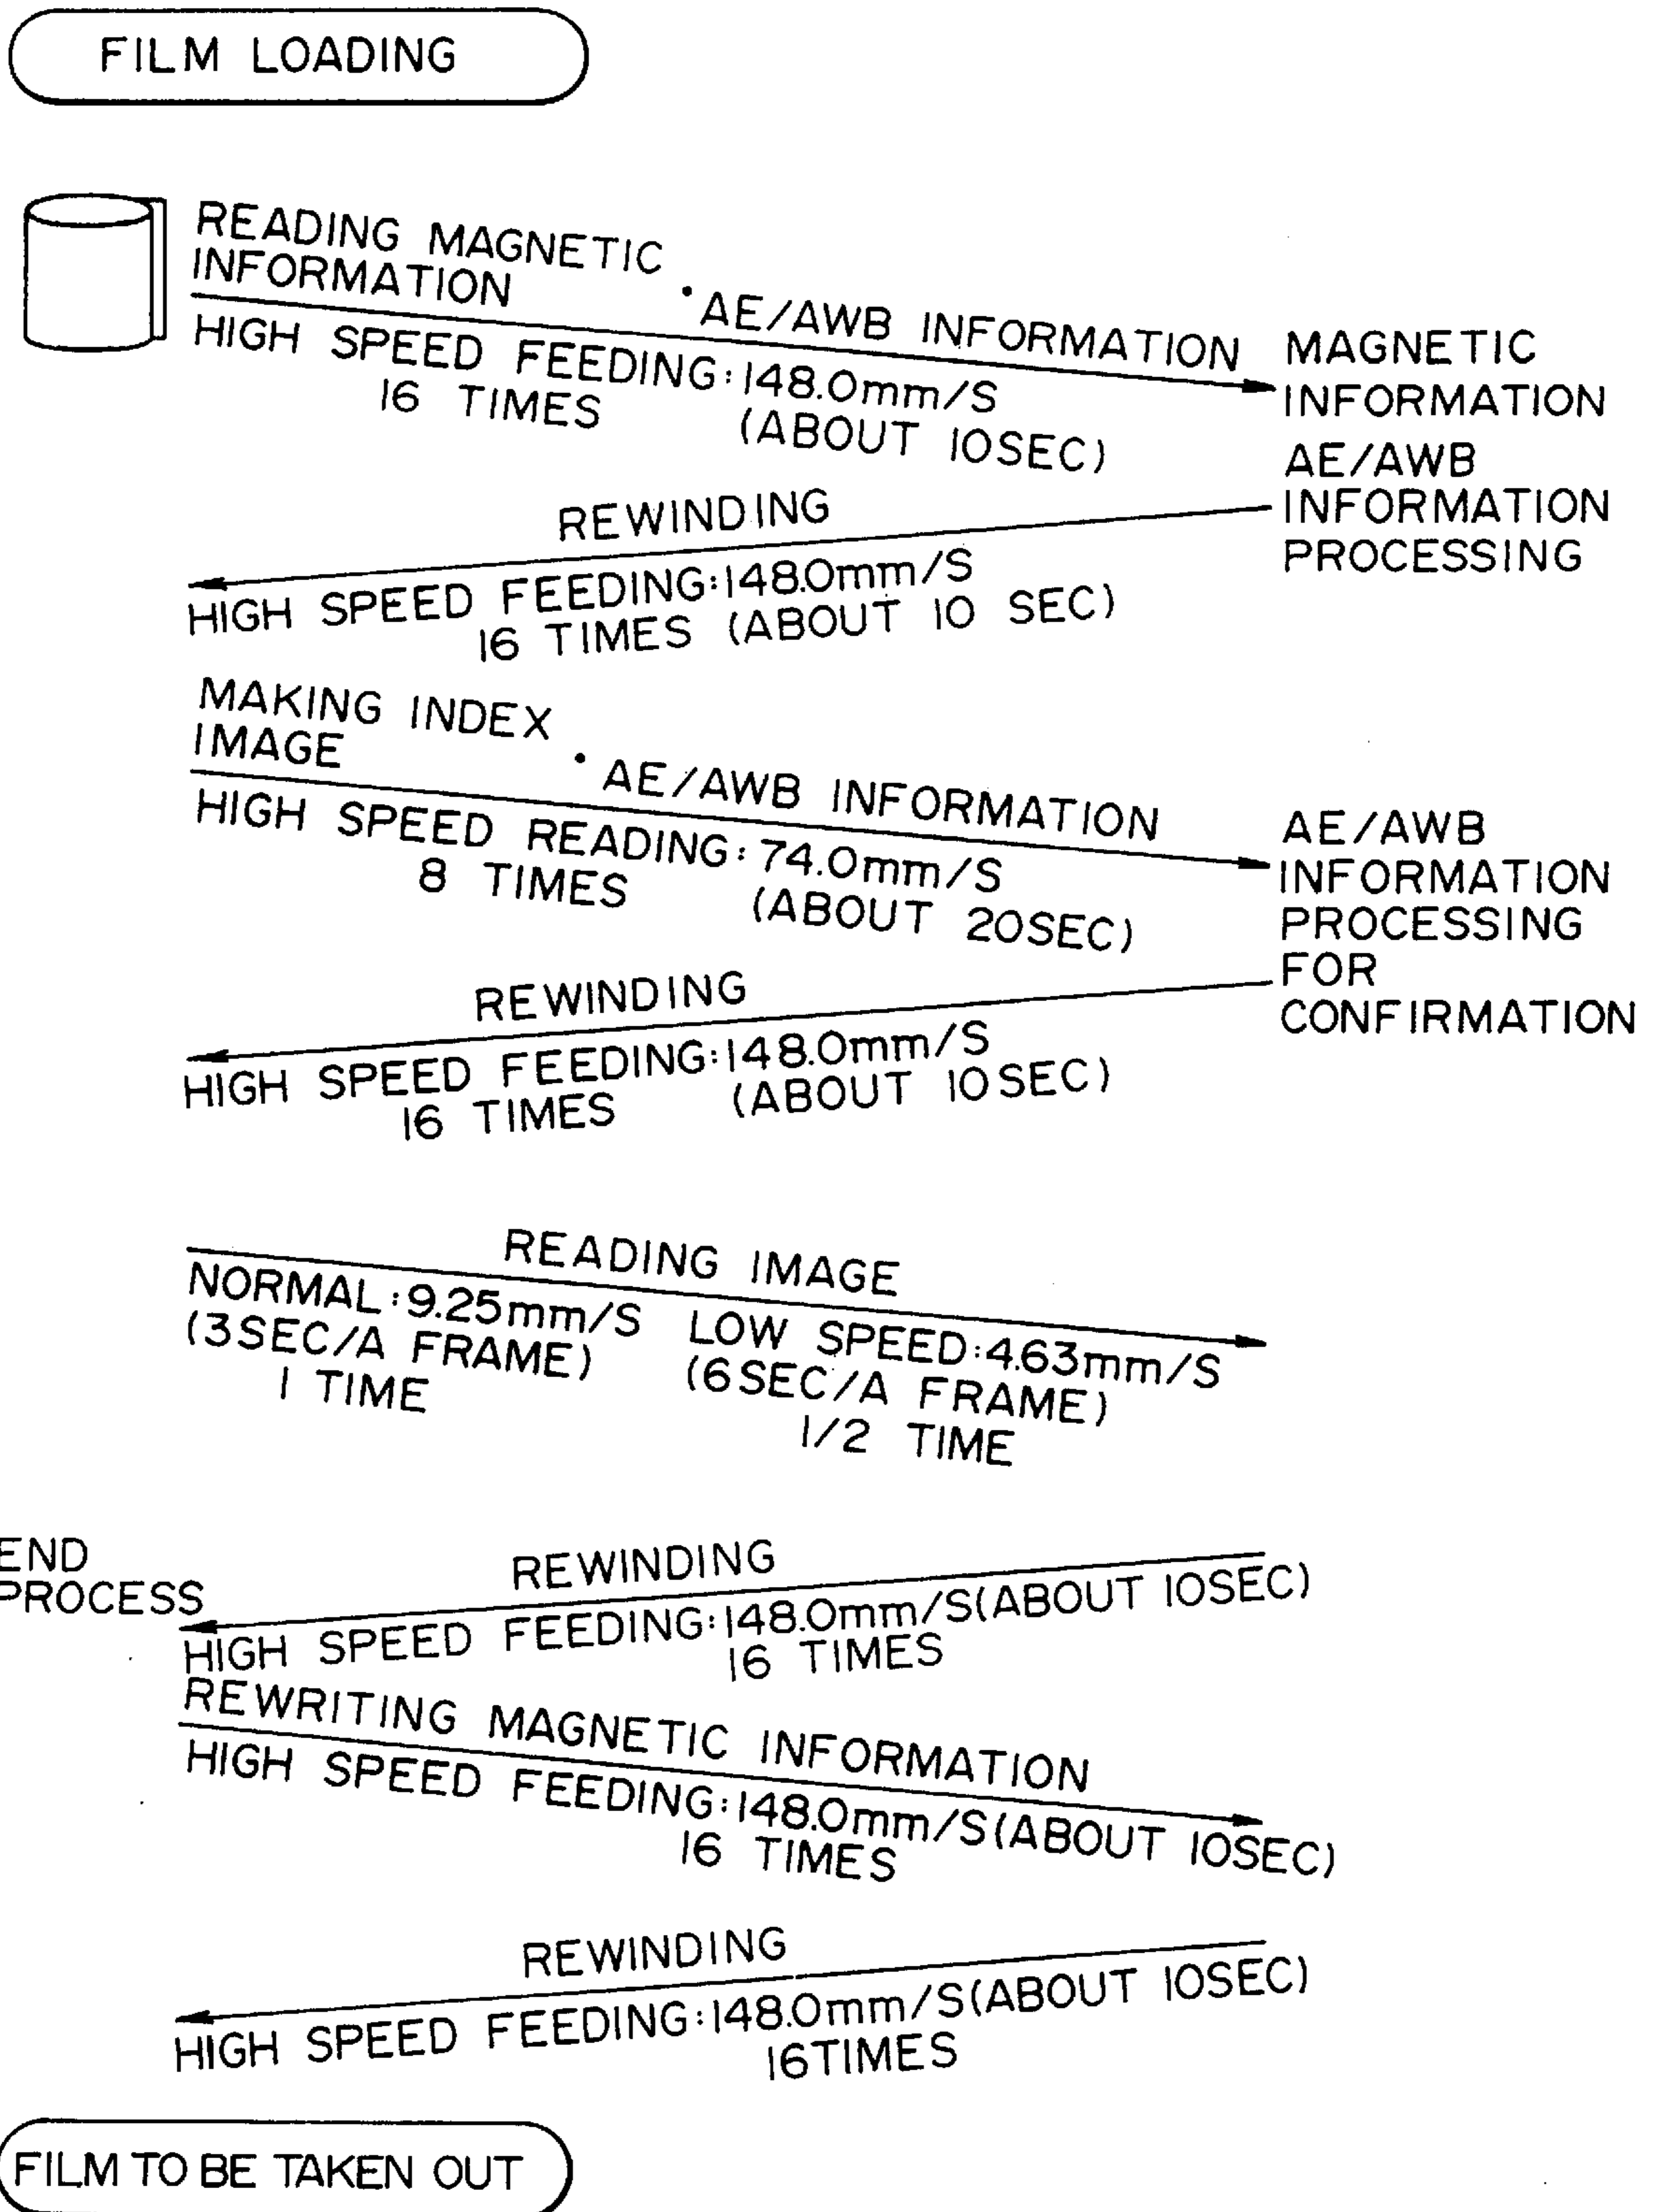 FILM LOADING
READING MAGNETIC
INFORMATION
· AE/AWB INFORMATION
HIGH SPEED FEEDING:148.0mm/S
16 TIMES (ABOUT 10SEC)
MAGNETIC
INFORMATION
AE/AWB
INFORMATION
PROCESSING
REWINDING
HIGH SPEED FEEDING:148.0mm/S
16 TIMES (ABOUT 10 SEC)
MAKING INDEX
IMAGE
· AE/AWB INFORMATION
HIGH SPEED READING:74.0mm/S
8 TIMES (ABOUT 20SEC)
AE/AWB
INFORMATION
PROCESSING
FOR
CONFIRMATION
REWINDING
HIGH SPEED FEEDING:148.0mm/S
16 TIMES (ABOUT 10SEC)
READING IMAGE
NORMAL:9.25mm/S LOW SPEED:4.63mm/S
(3SEC/A FRAME) (6SEC/A FRAME)
1 TIME 1/2 TIME
END
PROCESS
REWINDING
HIGH SPEED FEEDING:148.0mm/S(ABOUT 10SEC)
16 TIMES
REWRITING MAGNETIC INFORMATION
HIGH SPEED FEEDING:148.0mm/S(ABOUT 10SEC)
16 TIMES
REWINDING
HIGH SPEED FEEDING:148.0mm/S(ABOUT 10SEC)
16TIMES
FILM TO BE TAKEN OUT